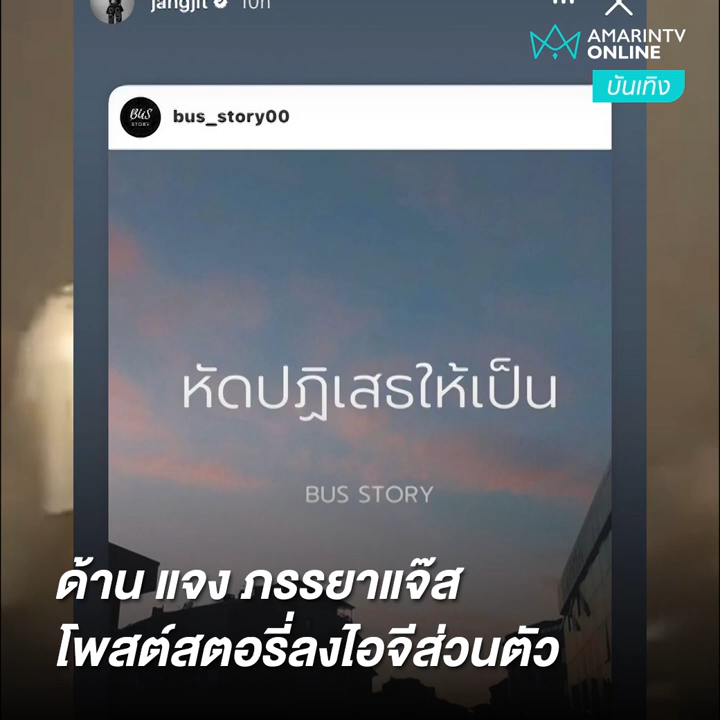 jangjit 10h
AMARINTV
ONLINE
บันเทิง
BUS
STORY
bus_story00
หัดปฏิเสธให้เป็น
BUS STORY
ด้าน แจง ภรรยาแจ๊ส
โพสต์สตอรี่ลงไอจีส่วนตัว